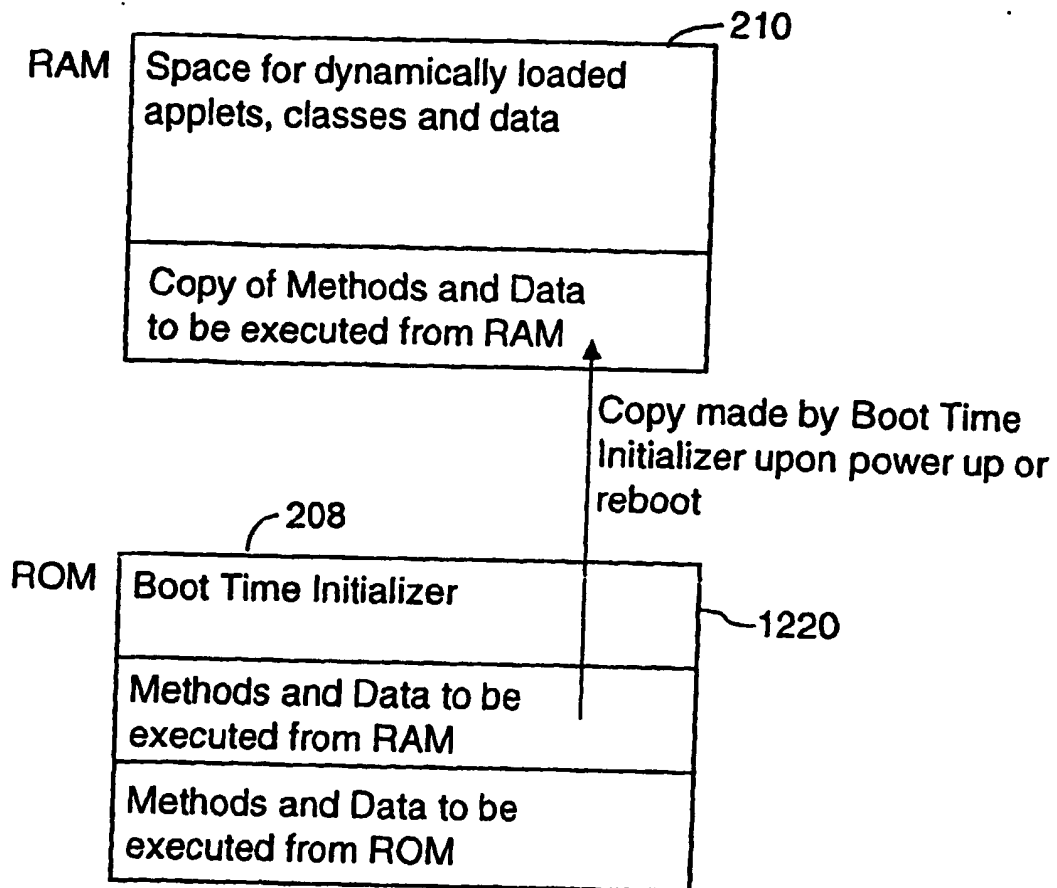 210
RAM
Space for dynamically loaded
applets, classes and data
Copy of Methods and Data
to be executed from RAM
Copy made by Boot Time
Initializer upon power up or
reboot
208
ROM
Boot Time Initializer
1220
Methods and Data to be
executed from RAM
Methods and Data to be
executed from ROM